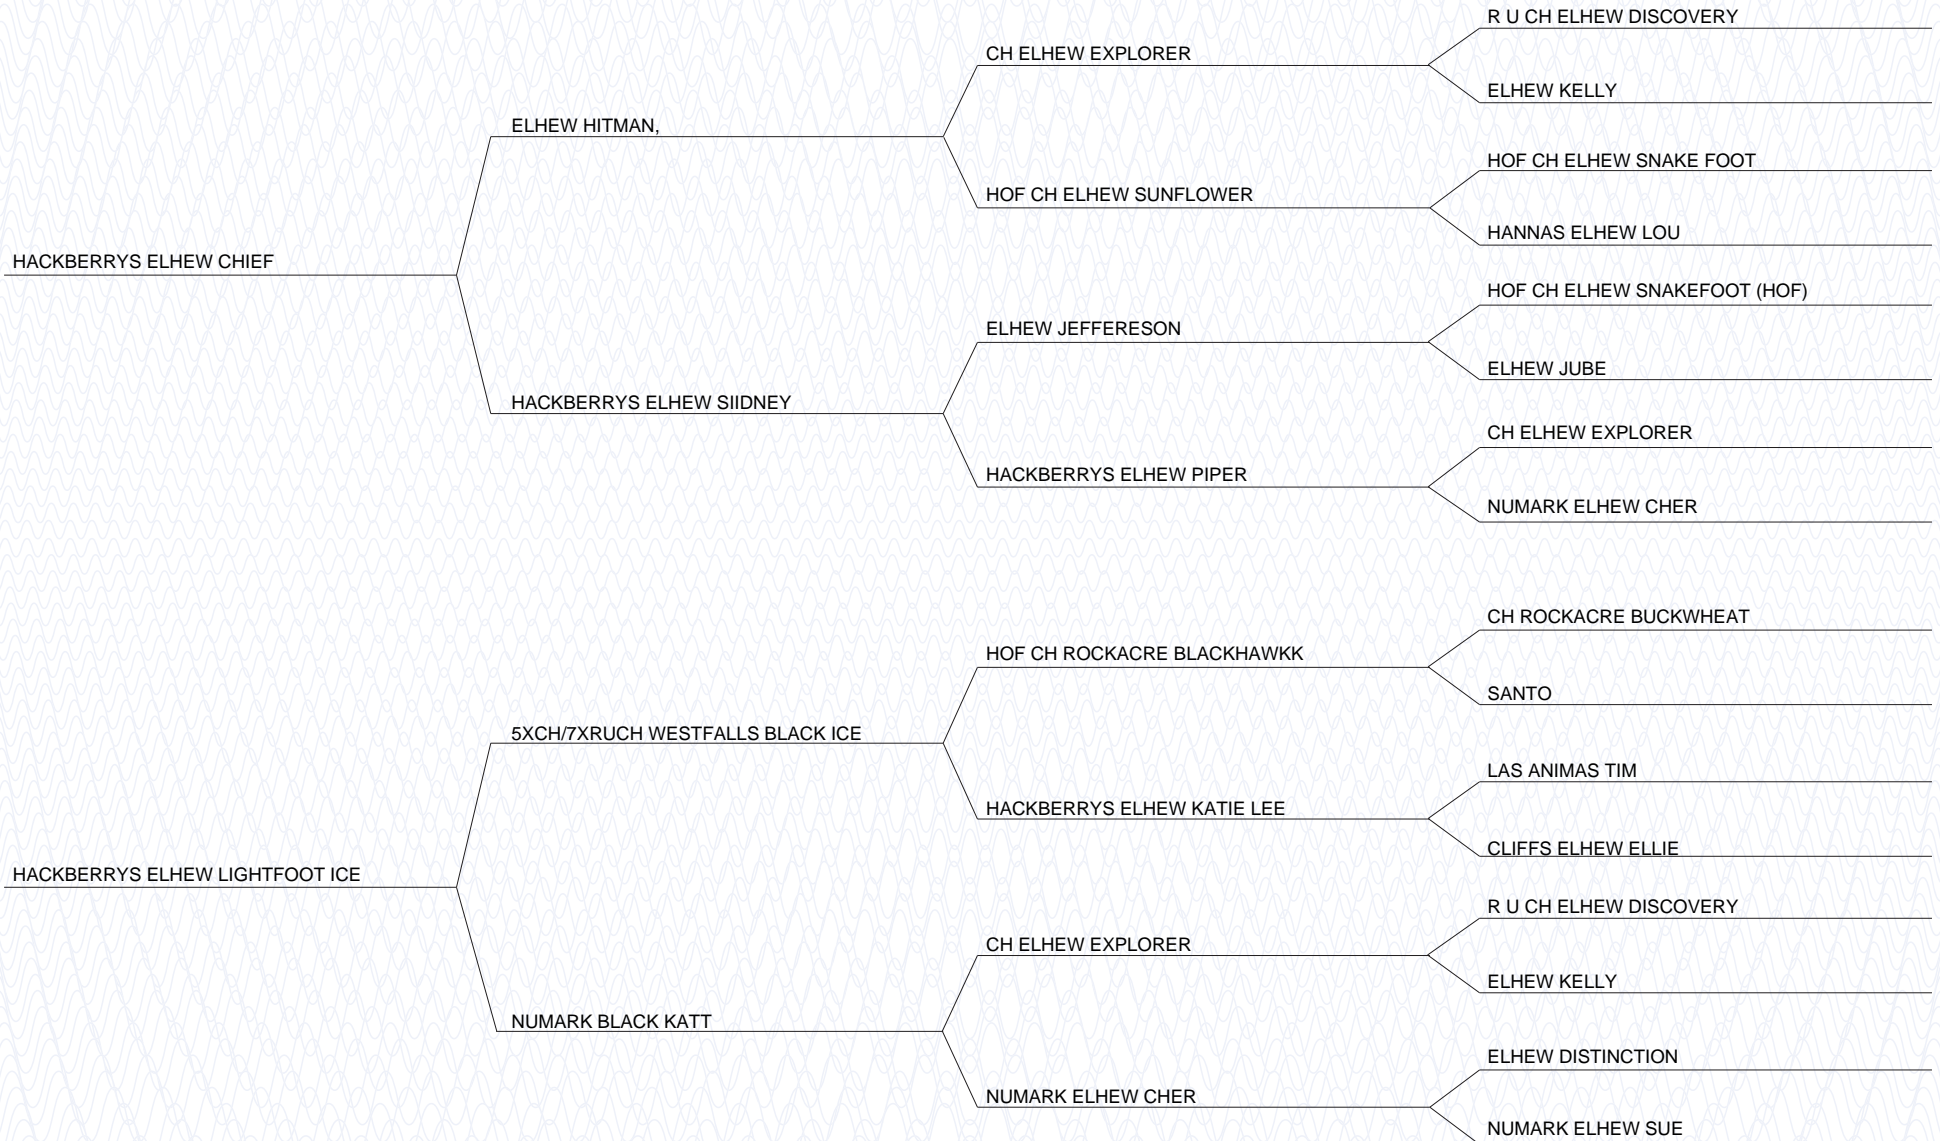 R U CH ELHEW DISCOVERY
CH ELHEW EXPLORER
ELHEW KELLY
ELHEW HITMAN,
HOF CH ELHEW SNAKE FOOT
HOF CH ELHEW SUNFLOWER
HANNAS ELHEW LOU
HACKBERRYS ELHEW CHIEF
HOF CH ELHEW SNAKEFOOT (HOF)
ELHEW JEFFERESON
ELHEW JUBE
HACKBERRYS ELHEW SIIDNEY
CH ELHEW EXPLORER
HACKBERRYS ELHEW PIPER
NUMARK ELHEW CHER
CH ROCKACRE BUCKWHEAT
HOF CH ROCKACRE BLACKHAWKK
SANTO
5XCH/7XRUCH WESTFALLS BLACK ICE
LAS ANIMAS TIM
HACKBERRYS ELHEW KATIE LEE
CLIFFS ELHEW ELLIE
HACKBERRYS ELHEW LIGHTFOOT ICE
R U CH ELHEW DISCOVERY
CH ELHEW EXPLORER
ELHEW KELLY
NUMARK BLACK KATT
ELHEW DISTINCTION
NUMARK ELHEW CHER
NUMARK ELHEW SUE